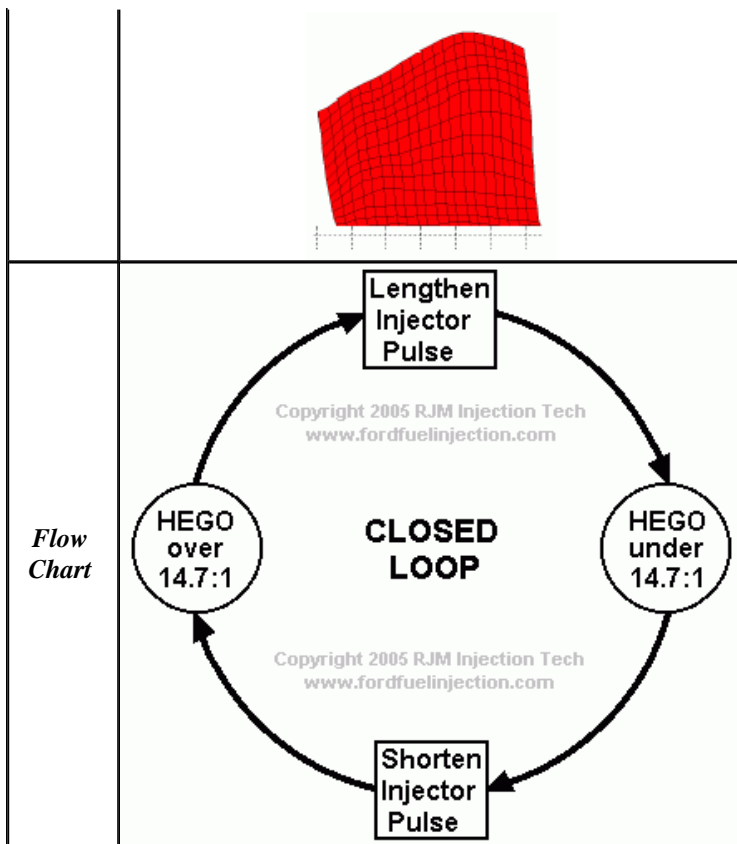 Lengthen
Injector
Pulse
Copyright 2005 RJM Injection Tech
www.fordfuelinjection.com
HEGO
over
14.7:1
Flow
Chart
CLOSED
LOOP
HEGO
under
14.7:1
Copyright 2005 RJM Injection Tech
www.fordfuelinjection.com
Shorten
Injector
Pulse